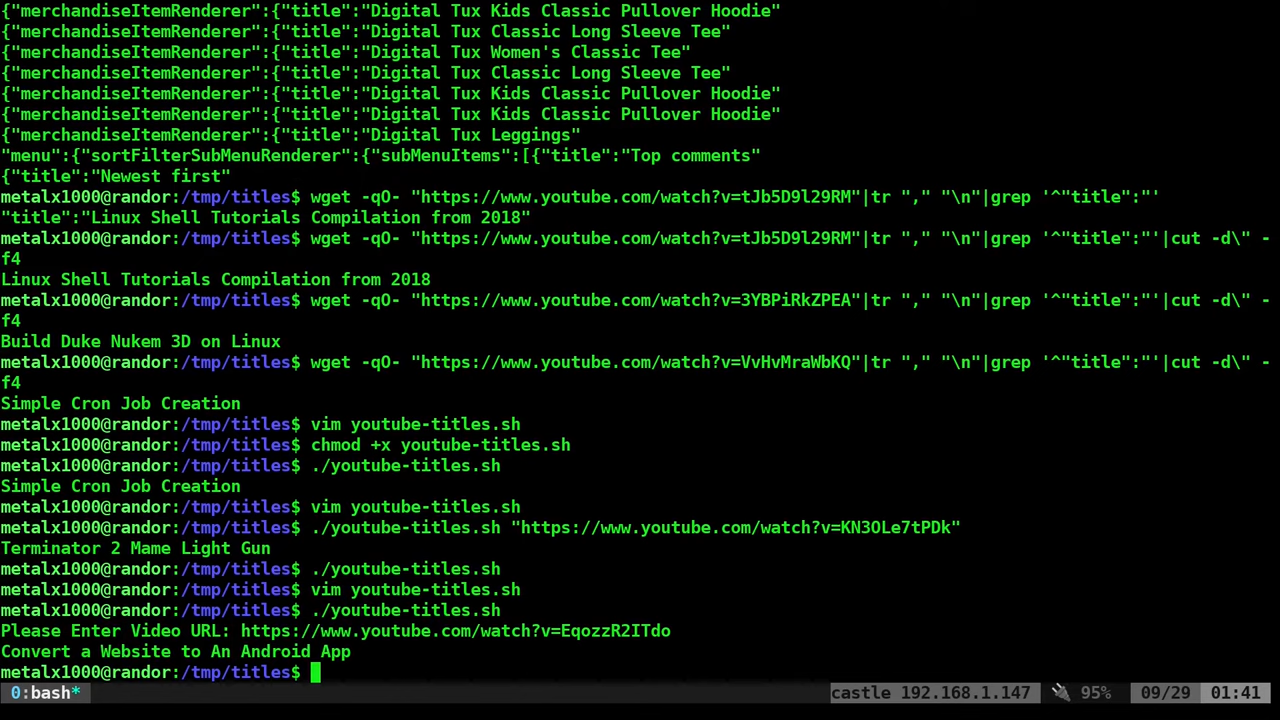 {"merchandiseItemRenderer":{"title":"Digital Tux Kids Classic Pullover Hoodie"
{"merchandiseItemRenderer":{"title":"Digital Tux Classic Long Sleeve Tee"
{"merchandiseItemRenderer":{"title":"Digital Tux Women's Classic Tee"
{"merchandiseItemRenderer":{"title":"Digital Tux Classic Long Sleeve Tee"
{"merchandiseItemRenderer":{"title":"Digital Tux Kids Classic Pullover Hoodie"
{"merchandiseItemRenderer":{"title":"Digital Tux Kids Classic Pullover Hoodie"
{"merchandiseItemRenderer":{"title":"Digital Tux Leggings"
"menu":{"sortFilterSubMenuRenderer":{"subMenuItems":[{"title":"Top comments"
{"title":"Newest first"
metalx1000@randor:/tmp/titles$ wget -qO- "https://www.youtube.com/watch?v=tJb5D9l29RM"|tr "," "\n"|grep '^"title":"'
"title":"Linux Shell Tutorials Compilation from 2018"
metalx1000@randor:/tmp/titles$ wget -qO- "https://www.youtube.com/watch?v=tJb5D9l29RM"|tr "," "\n"|grep '^"title":"'|cut -d\" -
f4
Linux Shell Tutorials Compilation from 2018
metalx1000@randor:/tmp/titles$ wget -qO- "https://www.youtube.com/watch?v=3YBPiRkZPEA"|tr "," "\n"|grep '^"title":"'|cut -d\" -
f4
Build Duke Nukem 3D on Linux
metalx1000@randor:/tmp/titles$ wget -qO- "https://www.youtube.com/watch?v=VvHvMraWbKQ"|tr "," "\n"|grep '^"title":"'|cut -d\" -
f4
Simple Cron Job Creation
metalx1000@randor:/tmp/titles$ vim youtube-titles.sh
metalx1000@randor:/tmp/titles$ chmod +x youtube-titles.sh
metalx1000@randor:/tmp/titles$ ./youtube-titles.sh
Simple Cron Job Creation
metalx1000@randor:/tmp/titles$ vim youtube-titles.sh
metalx1000@randor:/tmp/titles$ ./youtube-titles.sh "https://www.youtube.com/watch?v=KN3OLe7tPDk"
Terminator 2 Mame Light Gun
metalx1000@randor:/tmp/titles$ ./youtube-titles.sh
metalx1000@randor:/tmp/titles$ vim youtube-titles.sh
metalx1000@randor:/tmp/titles$ ./youtube-titles.sh
Please Enter Video URL: https://www.youtube.com/watch?v=EqozzR2ITdo
Convert a Website to An Android App
metalx1000@randor:/tmp/titles$
0:bash* castle 192.168.1.147 🔌 95% 09/29 01:41